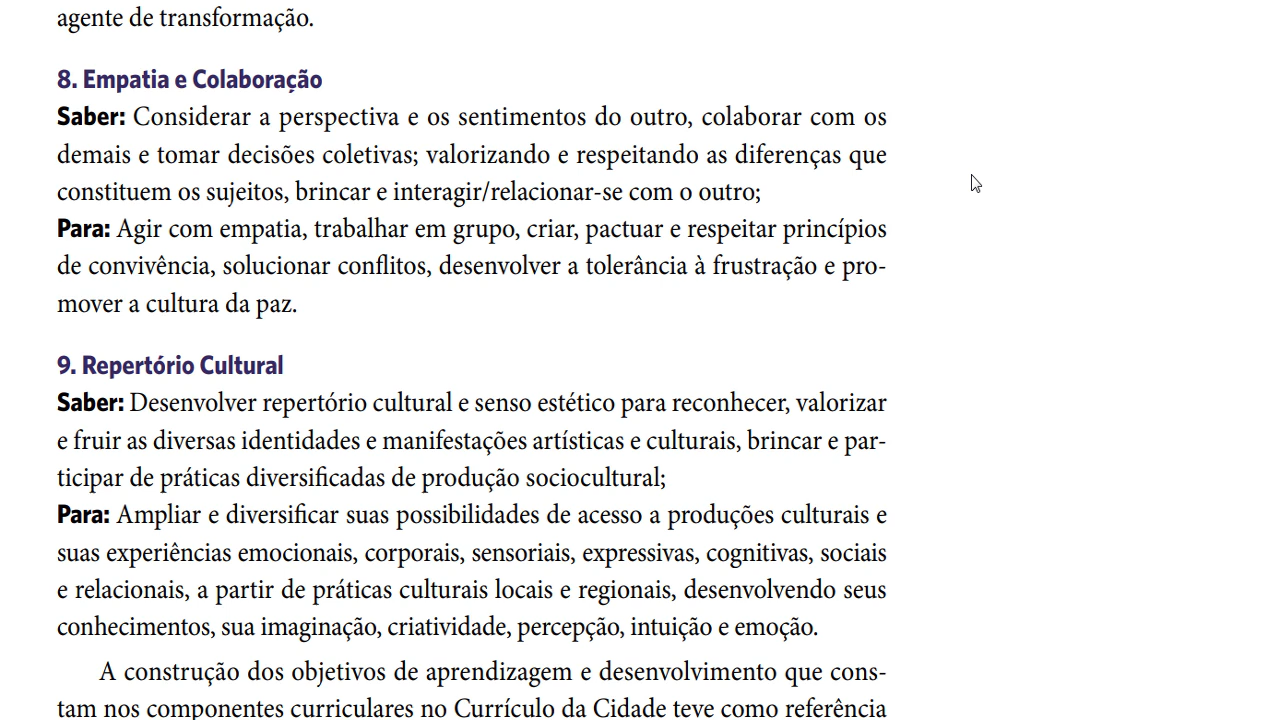 agente de transformação.
8. Empatia e Colaboração
Saber: Considerar a perspectiva e os sentimentos do outro, colaborar com os
demais e tomar decisões coletivas; valorizando e respeitando as diferenças que
constituem os sujeitos, brincar e interagir/relacionar-se com o outro;
Para: Agir com empatia, trabalhar em grupo, criar, pactuar e respeitar princípios
de convivência, solucionar conflitos, desenvolver a tolerância à frustração e pro-
mover a cultura da paz.
9. Repertório Cultural
Saber: Desenvolver repertório cultural e senso estético para reconhecer, valorizar
e fruir as diversas identidades e manifestações artísticas e culturais, brincar e par-
ticipar de práticas diversificadas de produção sociocultural;
Para: Ampliar e diversificar suas possibilidades de acesso a produções culturais e
suas experiências emocionais, corporais, sensoriais, expressivas, cognitivas, sociais
e relacionais, a partir de práticas culturais locais e regionais, desenvolvendo seus
conhecimentos, sua imaginação, criatividade, percepção, intuição e emoção.
A construção dos objetivos de aprendizagem e desenvolvimento que cons-
tam nos componentes curriculares no Currículo da Cidade teve como referência